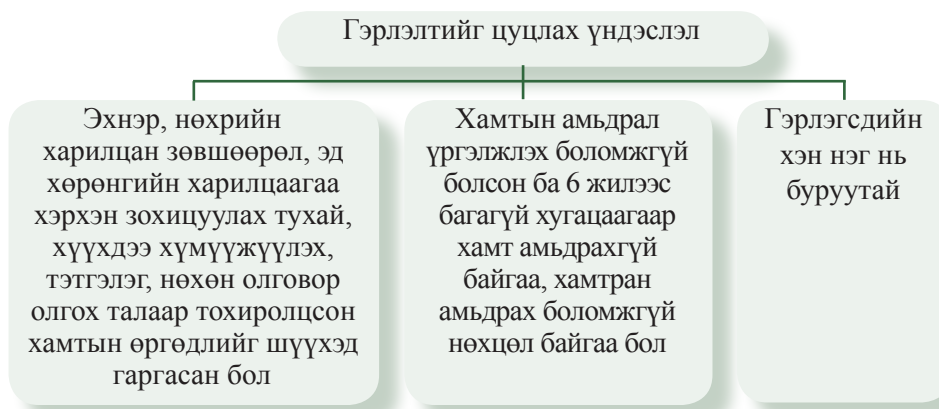 Гэрлэлтийг цуцлах үндэслэл
Эхнэр, нөхрийн
харилцан зөвшөөрөл, эд
хөрөнгийн харилцаагаа
хэрхэн зохицуулах тухай,
хүүхдээ хүмүүжүүлэх,
тэтгэлэг, нөхөн олговор
олгох талаар тохиролцсон
хамтын өргөдлийг шүүхэд
гаргасан бол
Хамтын амьдрал
үргэлжлэх боломжгүй
болсон ба 6 жилээс
багагүй хугацаагаар
хамт амьдрахгүй
байгаа, хамтран
амьдрах боломжгүй
нөхцөл байгаа бол
Гэрлэгсдийн
хэн нэг нь
буруутай